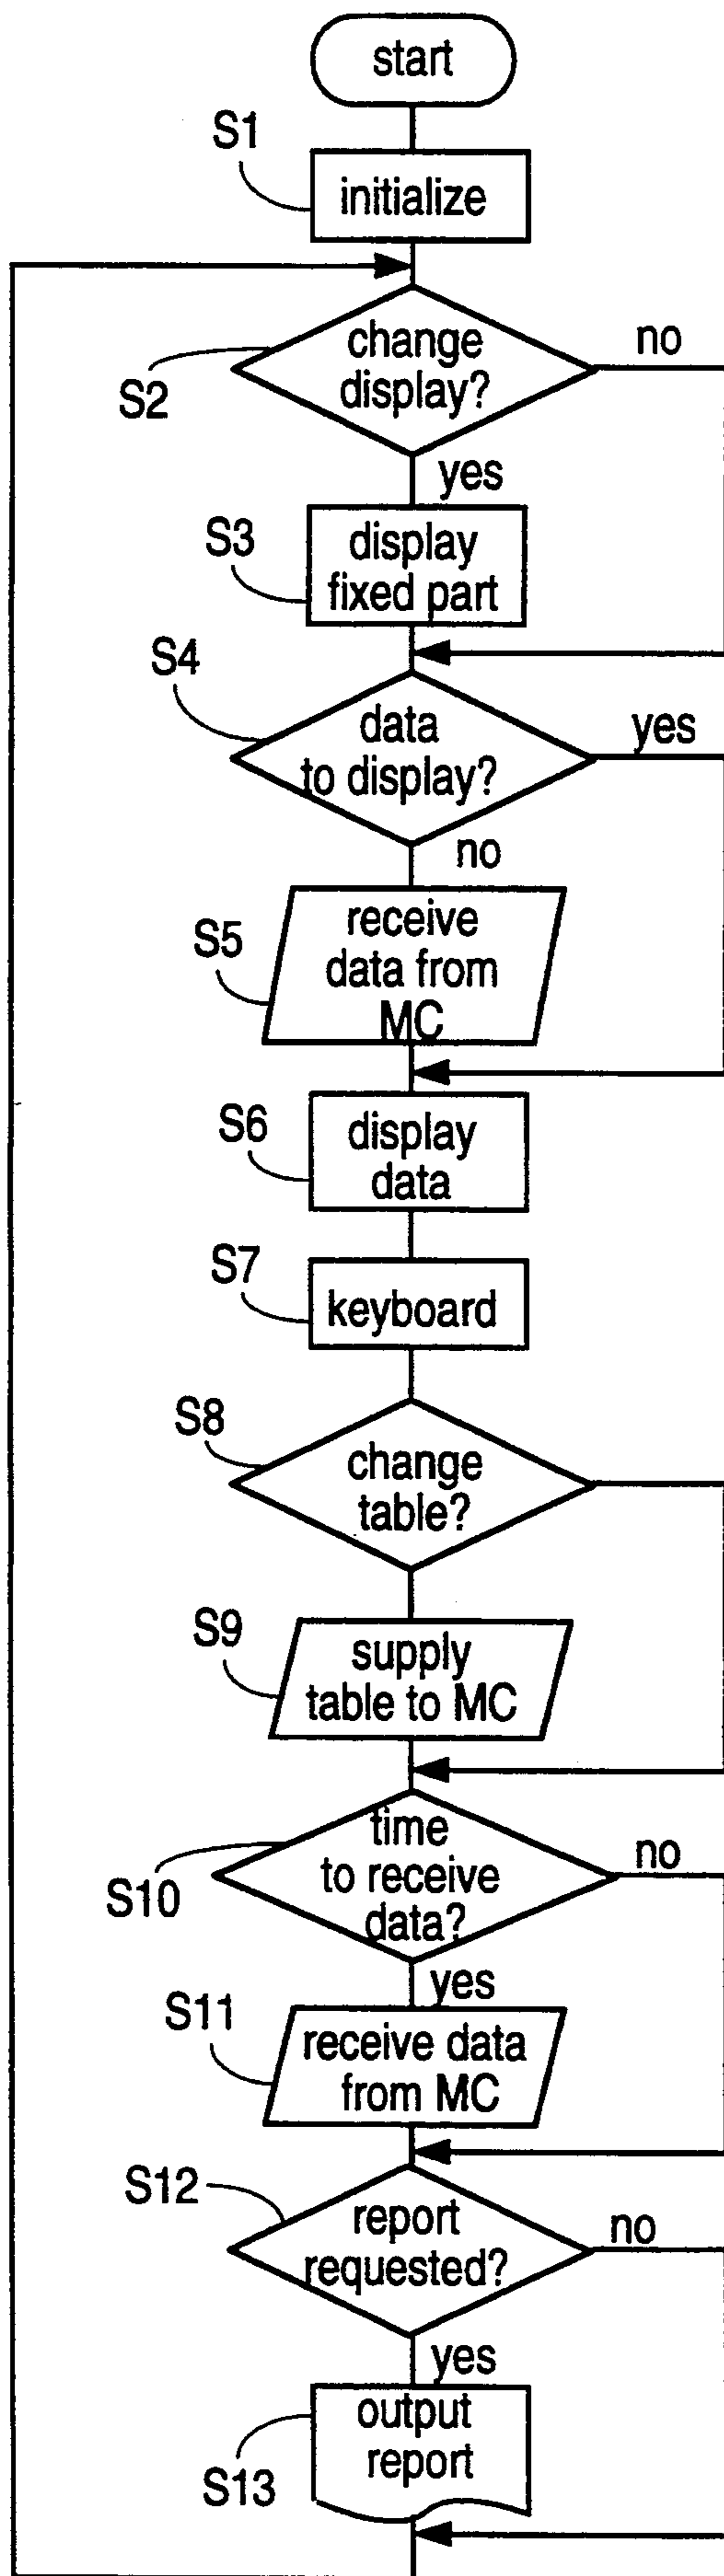 start
S1
initialize
change
display?
no
S2
yes
S3
display
fixed part
S4
data
to display?
yes
no
S5
receive
data from
MC
S6
display
data
S7
keyboard
S8
change
table?
S9
supply
table to MC
time
to receive
data?
no
S10
yes
S11
receive data
from MC
S12
report
requested?
no
yes
output
report
S13